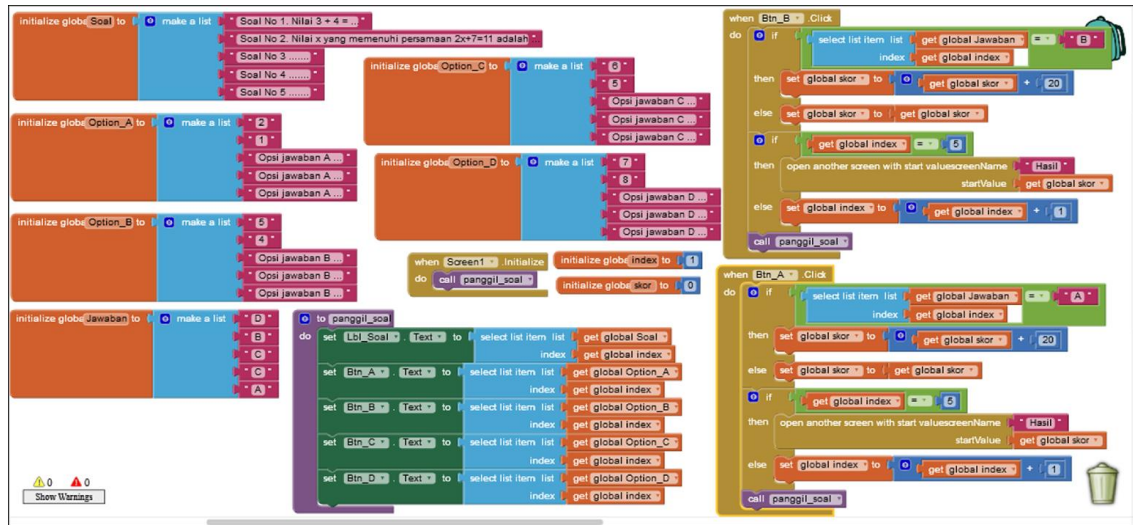 initialize global Soal to make a list " Soal No 1. Nilai 3 + 4 = ... "
" Soal No 2. Nilai x yang memenuhi persamaan 2x+7=11 adalah "
" Soal No 3 ....... "
" Soal No 4 ....... "
" Soal No 5 ....... "
initialize global Option_A to make a list " 2 "
" 1 "
" Opsi jawaban A ... "
" Opsi jawaban A ... "
" Opsi jawaban A ... "
initialize global Option_B to make a list " 5 "
" 4 "
" Opsi jawaban B ... "
" Opsi jawaban B ... "
" Opsi jawaban B ... "
initialize global Jawaban to make a list " D "
" B "
" C "
" C "
" A "
0 0
Show Warnings
initialize global Option_C to make a list " 6 "
" 5 "
" Opsi jawaban C ... "
" Opsi jawaban C ... "
" Opsi jawaban C ... "
initialize global Option_D to make a list " 7 "
" 8 "
" Opsi jawaban D ... "
" Opsi jawaban D ... "
" Opsi jawaban D ... "
when Screen1 .Initialize
do call panggil_soal
initialize global index to 1
initialize global skor to 0
to panggil_soal
do set Lbl_Soal . Text to select list item list get global Soal
index get global index
set Btn_A . Text to select list item list get global Option_A
index get global index
set Btn_B . Text to select list item list get global Option_B
index get global index
set Btn_C . Text to select list item list get global Option_C
index get global index
set Btn_D . Text to select list item list get global Option_D
index get global index
when Btn_B .Click
do if select list item list get global Jawaban = " B "
index get global index
then set global skor to get global skor + 20
else set global skor to get global skor
if get global index = 5
then open another screen with start value screenName " Hasil "
startValue get global skor
else set global index to get global index + 1
call panggil_soal
when Btn_A .Click
do if select list item list get global Jawaban = " A "
index get global index
then set global skor to get global skor + 20
else set global skor to get global skor
if get global index = 5
then open another screen with start value screenName " Hasil "
startValue get global skor
else set global index to get global index + 1
call panggil_soal